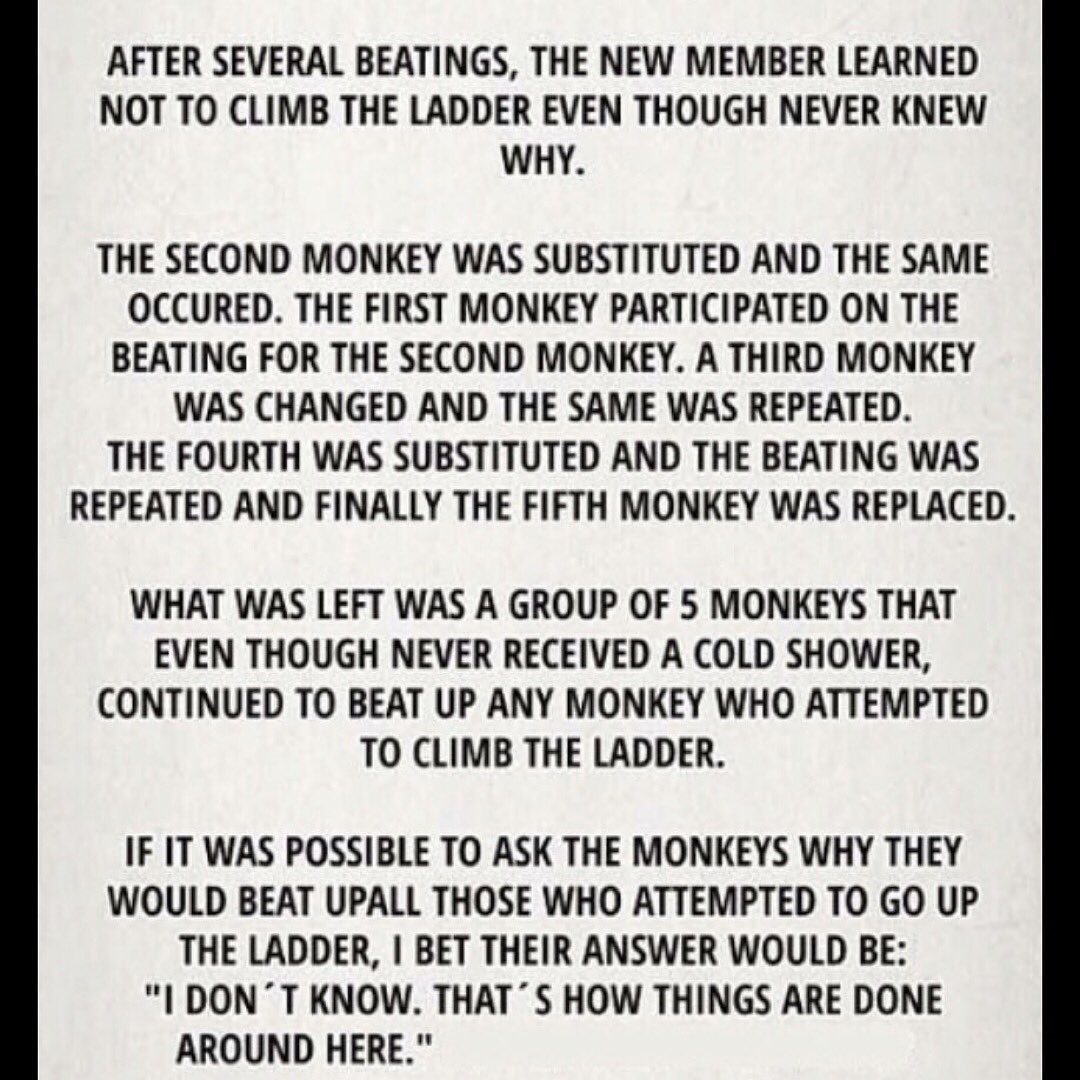 AFTER SEVERAL BEATINGS, THE NEW MEMBER LEARNED
NOT TO CLIMB THE LADDER EVEN THOUGH NEVER KNEW
WHY.
THE SECOND MONKEY WAS SUBSTITUTED AND THE SAME
OCCURED. THE FIRST MONKEY PARTICIPATED ON THE
BEATING FOR THE SECOND MONKEY. A THIRD MONKEY
WAS CHANGED AND THE SAME WAS REPEATED.
THE FOURTH WAS SUBSTITUTED AND THE BEATING WAS
REPEATED AND FINALLY THE FIFTH MONKEY WAS REPLACED.
WHAT WAS LEFT WAS A GROUP OF 5 MONKEYS THAT
EVEN THOUGH NEVER RECEIVED A COLD SHOWER,
CONTINUED TO BEAT UP ANY MONKEY WHO ATTEMPTED
TO CLIMB THE LADDER.
IF IT WAS POSSIBLE TO ASK THE MONKEYS WHY THEY
WOULD BEAT UPALL THOSE WHO ATTEMPTED TO GO UP
THE LADDER, I BET THEIR ANSWER WOULD BE:
"I DON´T KNOW. THAT´S HOW THINGS ARE DONE
AROUND HERE."